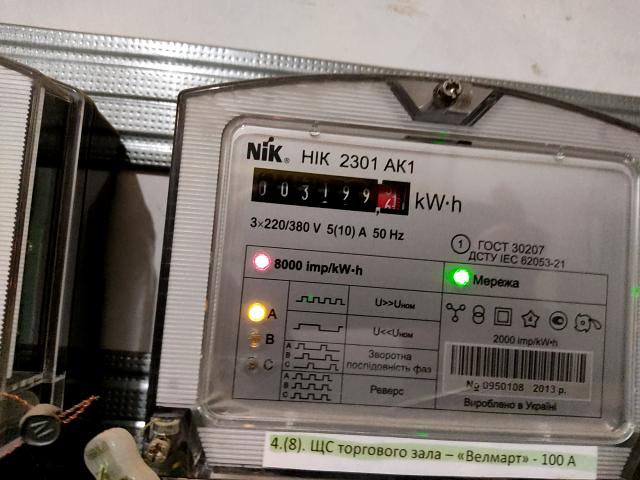 NiK® НІК 2301 АК1
003199 kW·h
3×220/380 V 5(10) A 50 Hz
1 ГОСТ 30207
ДСТУ IEC 62053-21
8000 imp/kW·h
Мережа
A
B
C
U>>Uном
U<<Uном
A
B
C
Зворотна
послідовність фаз
A
B
C
Реверс
2000 imp/kW·h
№ 0950108 2013 р.
Вироблено в Україні
4.(8). ЩС торгового зала – «Велмарт» - 100 А